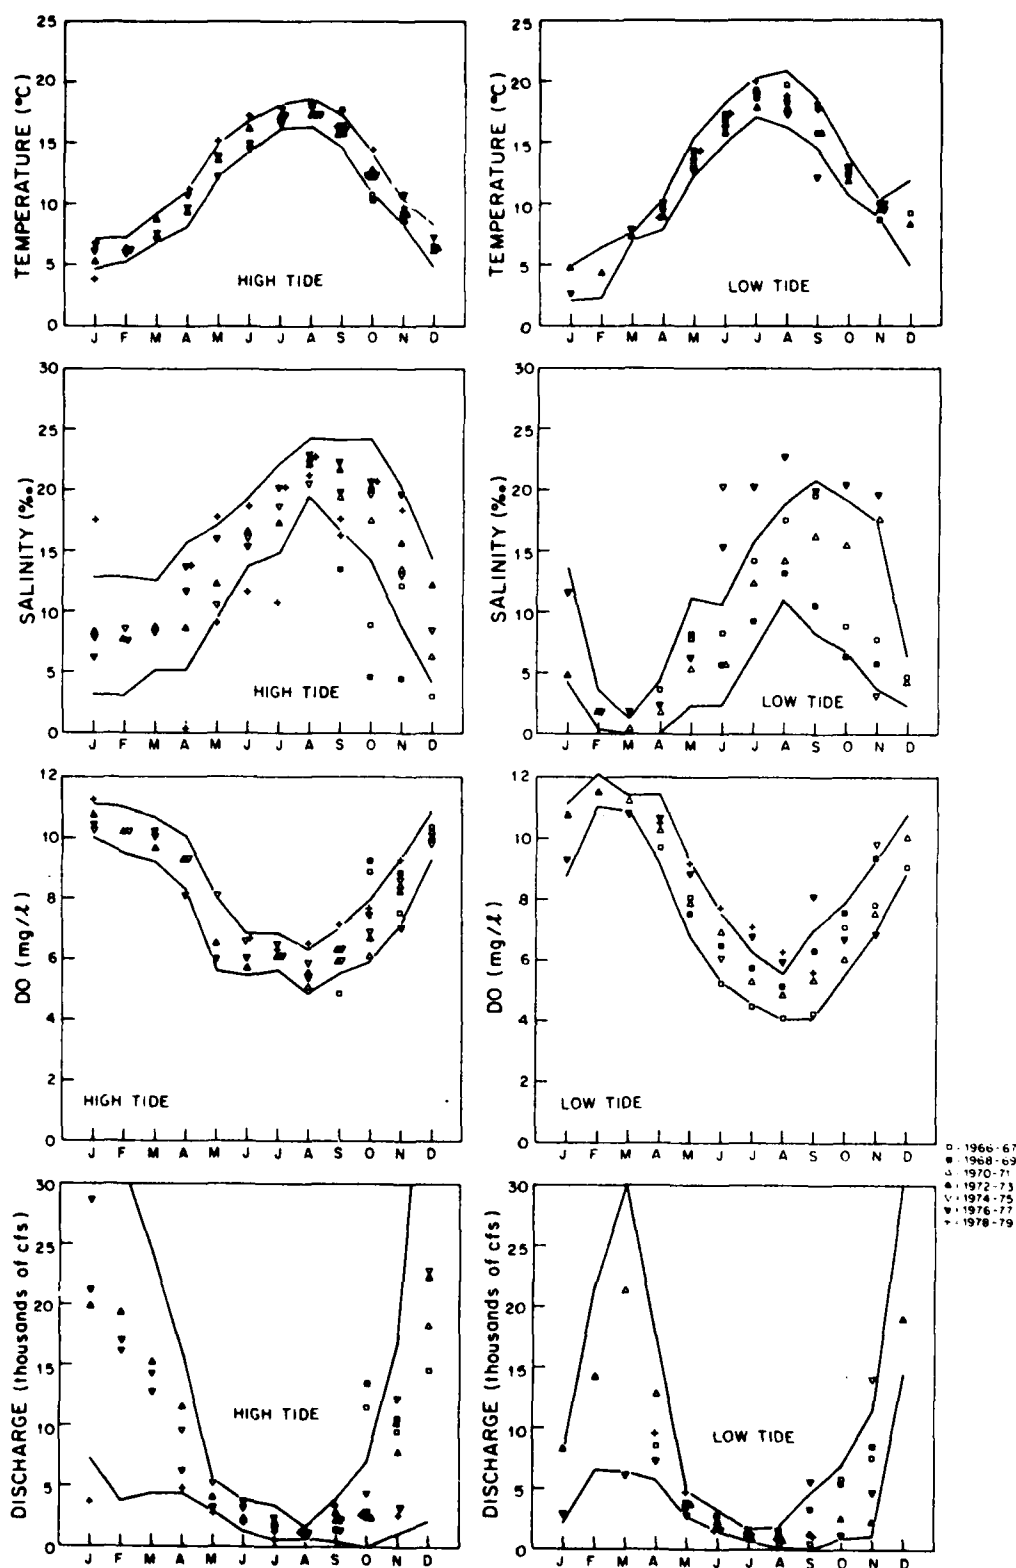 25
20
15
10
5
0
TEMPERATURE (°C)
HIGH TIDE
J F M A M J J A S O N D
25
20
15
10
5
0
TEMPERATURE (°C)
LOW TIDE
J F M A M J J A S O N D
30
25
20
15
10
5
0
SALINITY (‰)
HIGH TIDE
J F M A M J J A S O N D
30
25
20
15
10
5
0
SALINITY (‰)
LOW TIDE
J F M A M J J A S O N D
12
10
8
6
4
2
0
DO (mg/ℓ)
HIGH TIDE
J F M A M J J A S O N D
12
10
8
6
4
2
0
DO (mg/ℓ)
LOW TIDE
J F M A M J J A S O N D
□ · 1966-67
■ · 1968-69
△ · 1970-71
▲ · 1972-73
▽ · 1974-75
▼ · 1976-77
+ · 1978-79
30
25
20
15
10
5
0
DISCHARGE (thousands of cfs)
HIGH TIDE
J F M A M J J A S O N D
30
25
20
15
10
5
0
DISCHARGE (thousands of cfs)
LOW TIDE
J F M A M J J A S O N D